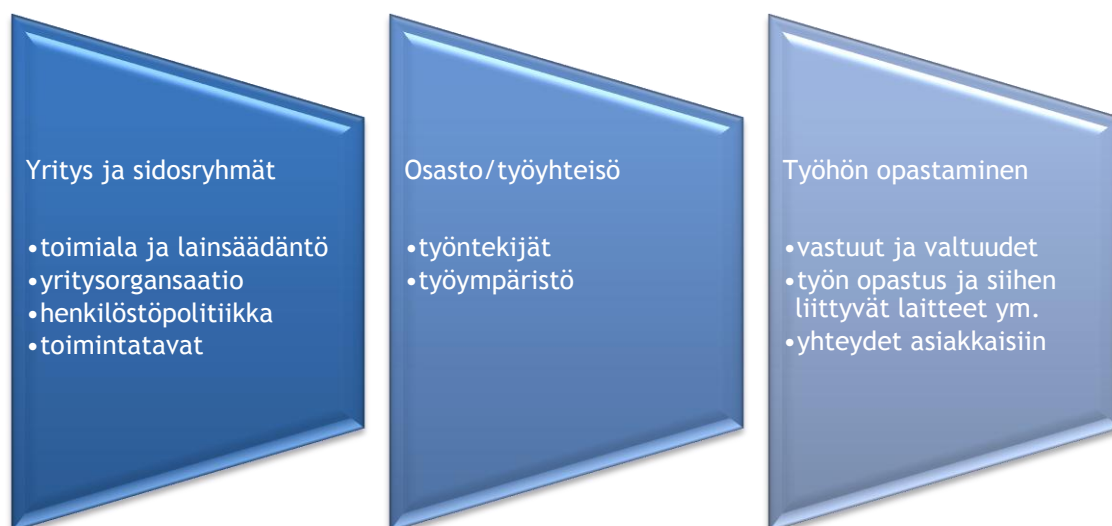 Yritys ja sidosryhmät
•toimiala ja lainsäädäntö
•yritysorgansaatio
•henkilöstöpolitiikka
•toimintatavat
Osasto/työyhteisö
•työntekijät
•työympäristö
Työhön opastaminen
•vastuut ja valtuudet
•työn opastus ja siihen
liittyvät laitteet ym.
•yhteydet asiakkaisiin